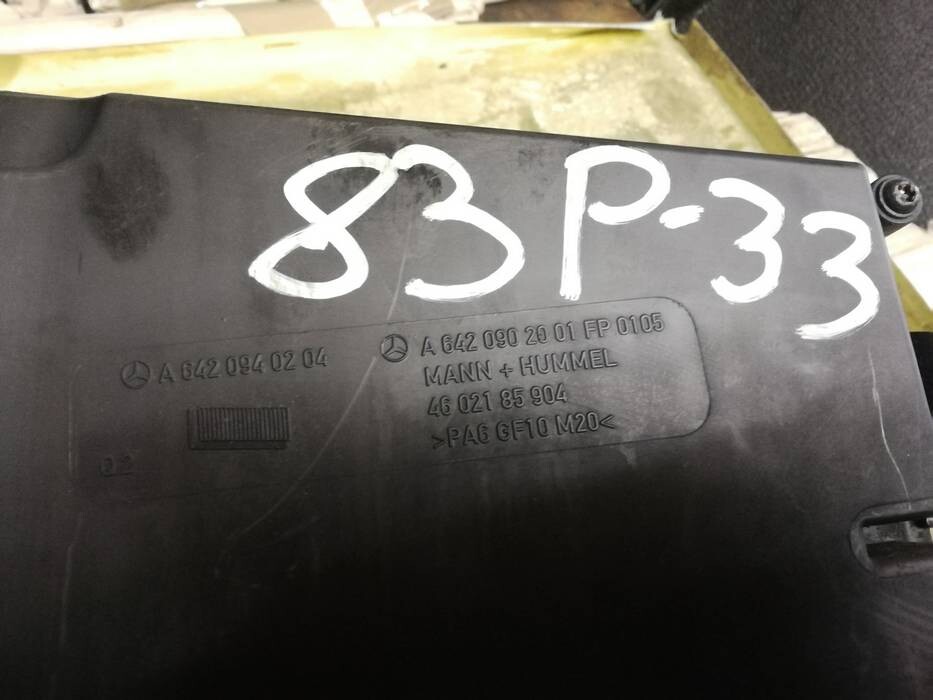 83P-33
A 642 094 02 04
A 642 090 20 01 FP 0105
MANN + HUMMEL
46 021 85 904
>PA6 GF10 M20<
02